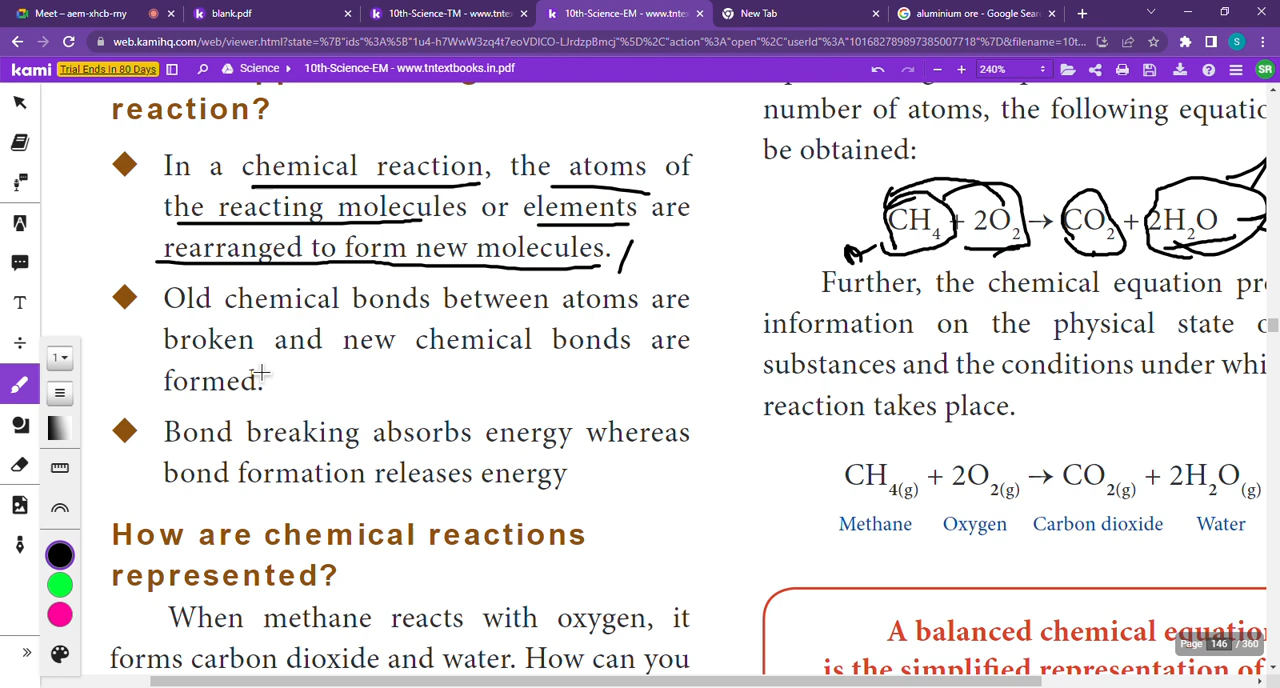 Meet – aem-xhcb-rny
blank.pdf
10th-Science-TM - www.tnte
10th-Science-EM - www.tnte
New Tab
aluminium ore - Google Sear
web.kamihq.com/web/viewer.html?state=%7B"ids"%3A%5B"1u4-h7WwW3zq4t7eoVDICO-LJrdzpBmcj"%5D%2C"action"%3A"open"%2C"userId"%3A"101682789897385007718"%7D&filename=10t...
S
kami
Trial Ends In 80 Days
Science
10th-Science-EM - www.tntextbooks.in.pdf
240%
SR
reaction?
In a chemical reaction, the atoms of
the reacting molecules or elements are
rearranged to form new molecules.
Old chemical bonds between atoms are
broken and new chemical bonds are
formed.
Bond breaking absorbs energy whereas
bond formation releases energy
How are chemical reactions
represented?
When methane reacts with oxygen, it
forms carbon dioxide and water. How can you
number of atoms, the following
be obtained:
CH4 + 2O2 → CO2 + 2H2O
Further, the chemical equation
information on the physical state
substances and the conditions under
reaction takes place.
CH4(g) + 2O2(g) → CO2(g) + 2H2O(g)
Methane Oxygen Carbon dioxide Water
A balanced chemical
is the simplified representation of
Page 146 / 360
1